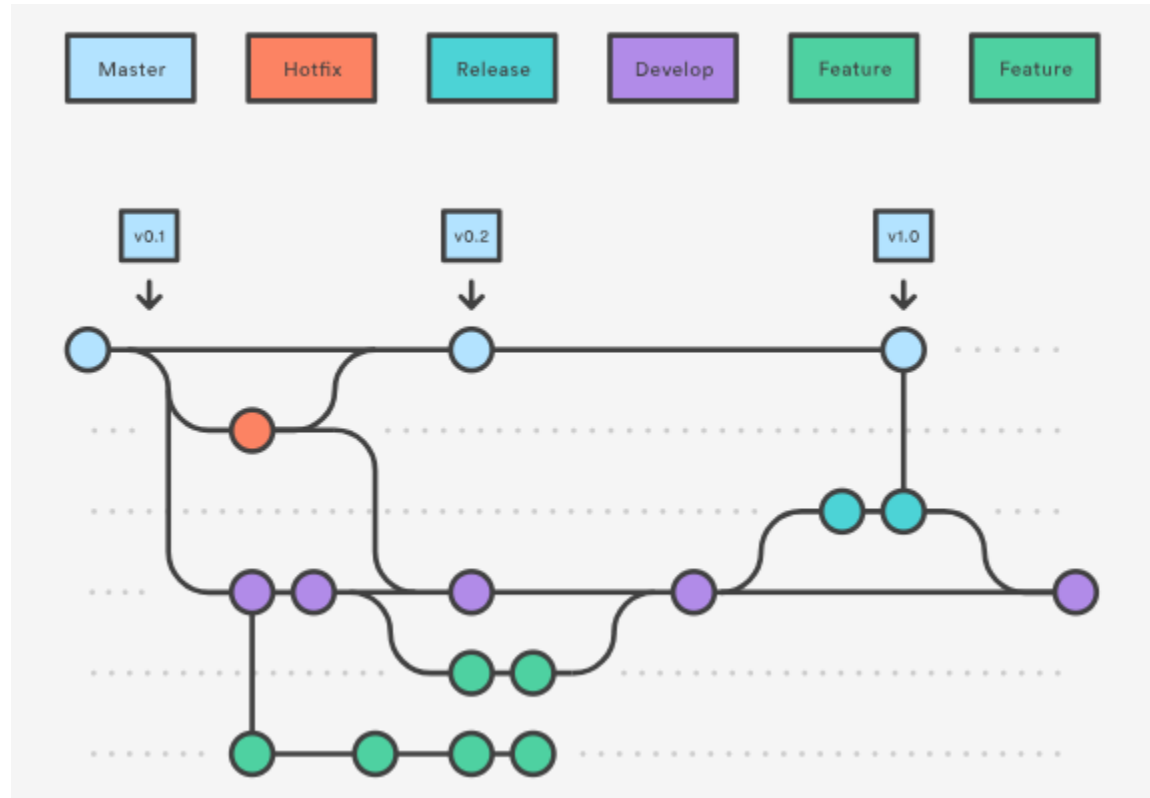 Master
Hotfix
Release
Develop
Feature
Feature
v0.1
v0.2
v1.0